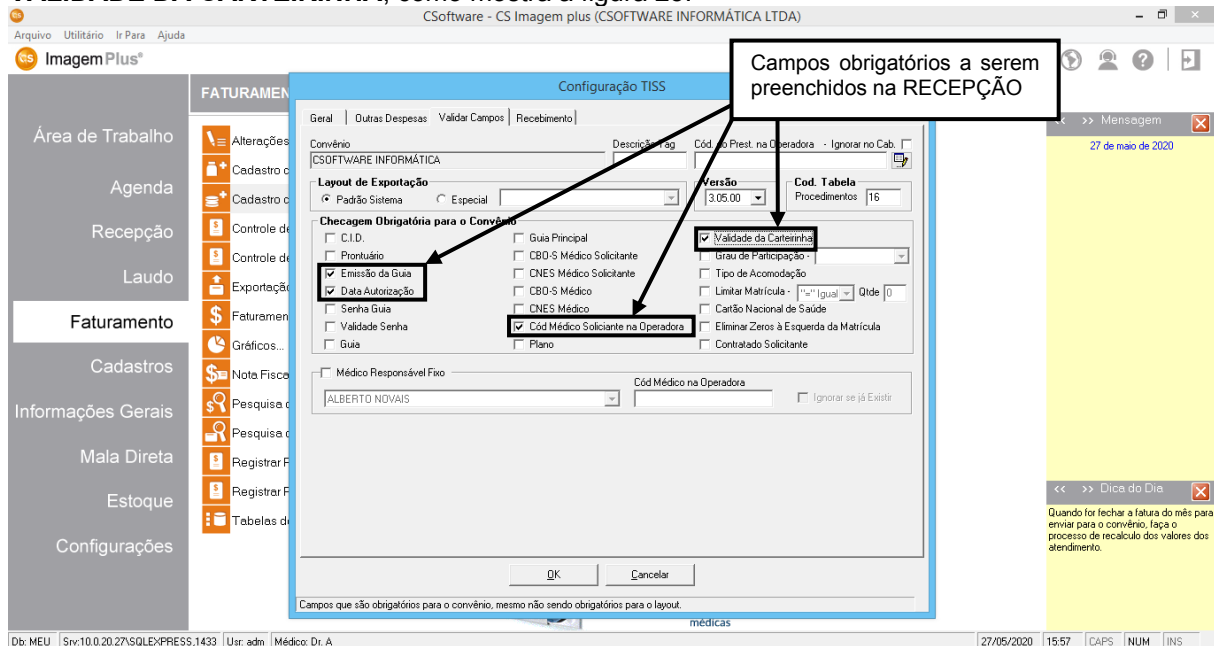 CSoftware - CS Imagem plus (CSOFTWARE INFORMÁTICA LTDA)
Arquivo Utilitário Ir Para Ajuda
CS ImagemPlus®
Campos obrigatórios a serem
preenchidos na RECEPÇÃO
Área de Trabalho
Agenda
Recepção
Laudo
Faturamento
Cadastros
Informações Gerais
Mala Direta
Estoque
Configurações
FATURAMEN
Alterações
Cadastro c
Cadastro c
Controle de
Controle de
Exportação
Faturamen
Gráficos...
Nota Fisca
Pesquisa d
Pesquisa d
Registrar F
Registrar F
Tabelas de
Configuração TISS
Geral Outras Despesas Validar Campos Recebimento
Convênio Descrição Tag Cód. do Prest. na Operadora - Ignorar no Cab.
CSOFTWARE INFORMÁTICA
Layout de Exportação Versão Cod. Tabela
Padrão Sistema Especial 3.05.00 Procedimentos 16
Checagem Obrigatória para o Convênio
C.I.D. Guia Principal Validade da Carteirinha
Prontuário CBO-S Médico Solicitante Grau de Participação -
Emissão da Guia CNES Médico Solicitante Tipo de Acomodação
Data Autorização CBO-S Médico Limitar Matrícula - "=" Igual Qtde 0
Senha Guia CNES Médico Cartão Nacional de Saúde
Validade Senha Cód Médico Soliciante na Operadora Eliminar Zeros à Esquerda da Matrícula
Guia Plano Contratado Solicitante
Médico Responsável Fixo Cód Médico na Operadora
ALBERTO NOVAIS Ignorar se já Existir
OK Cancelar
Campos que são obrigatórios para o convênio, mesmo não sendo obrigatórios para o layout.
médicas
<< >> Mensagem
27 de maio de 2020
<< >> Dica do Dia
Quando for fechar a fatura do mês para
enviar para o convênio, faça o
processo de recalculo dos valores dos
atendimento.
Db: MEU Srv:10.0.20.27\SQLEXPRESS,1433 Usr: adm Médico: Dr. A 27/05/2020 15:57 CAPS NUM INS